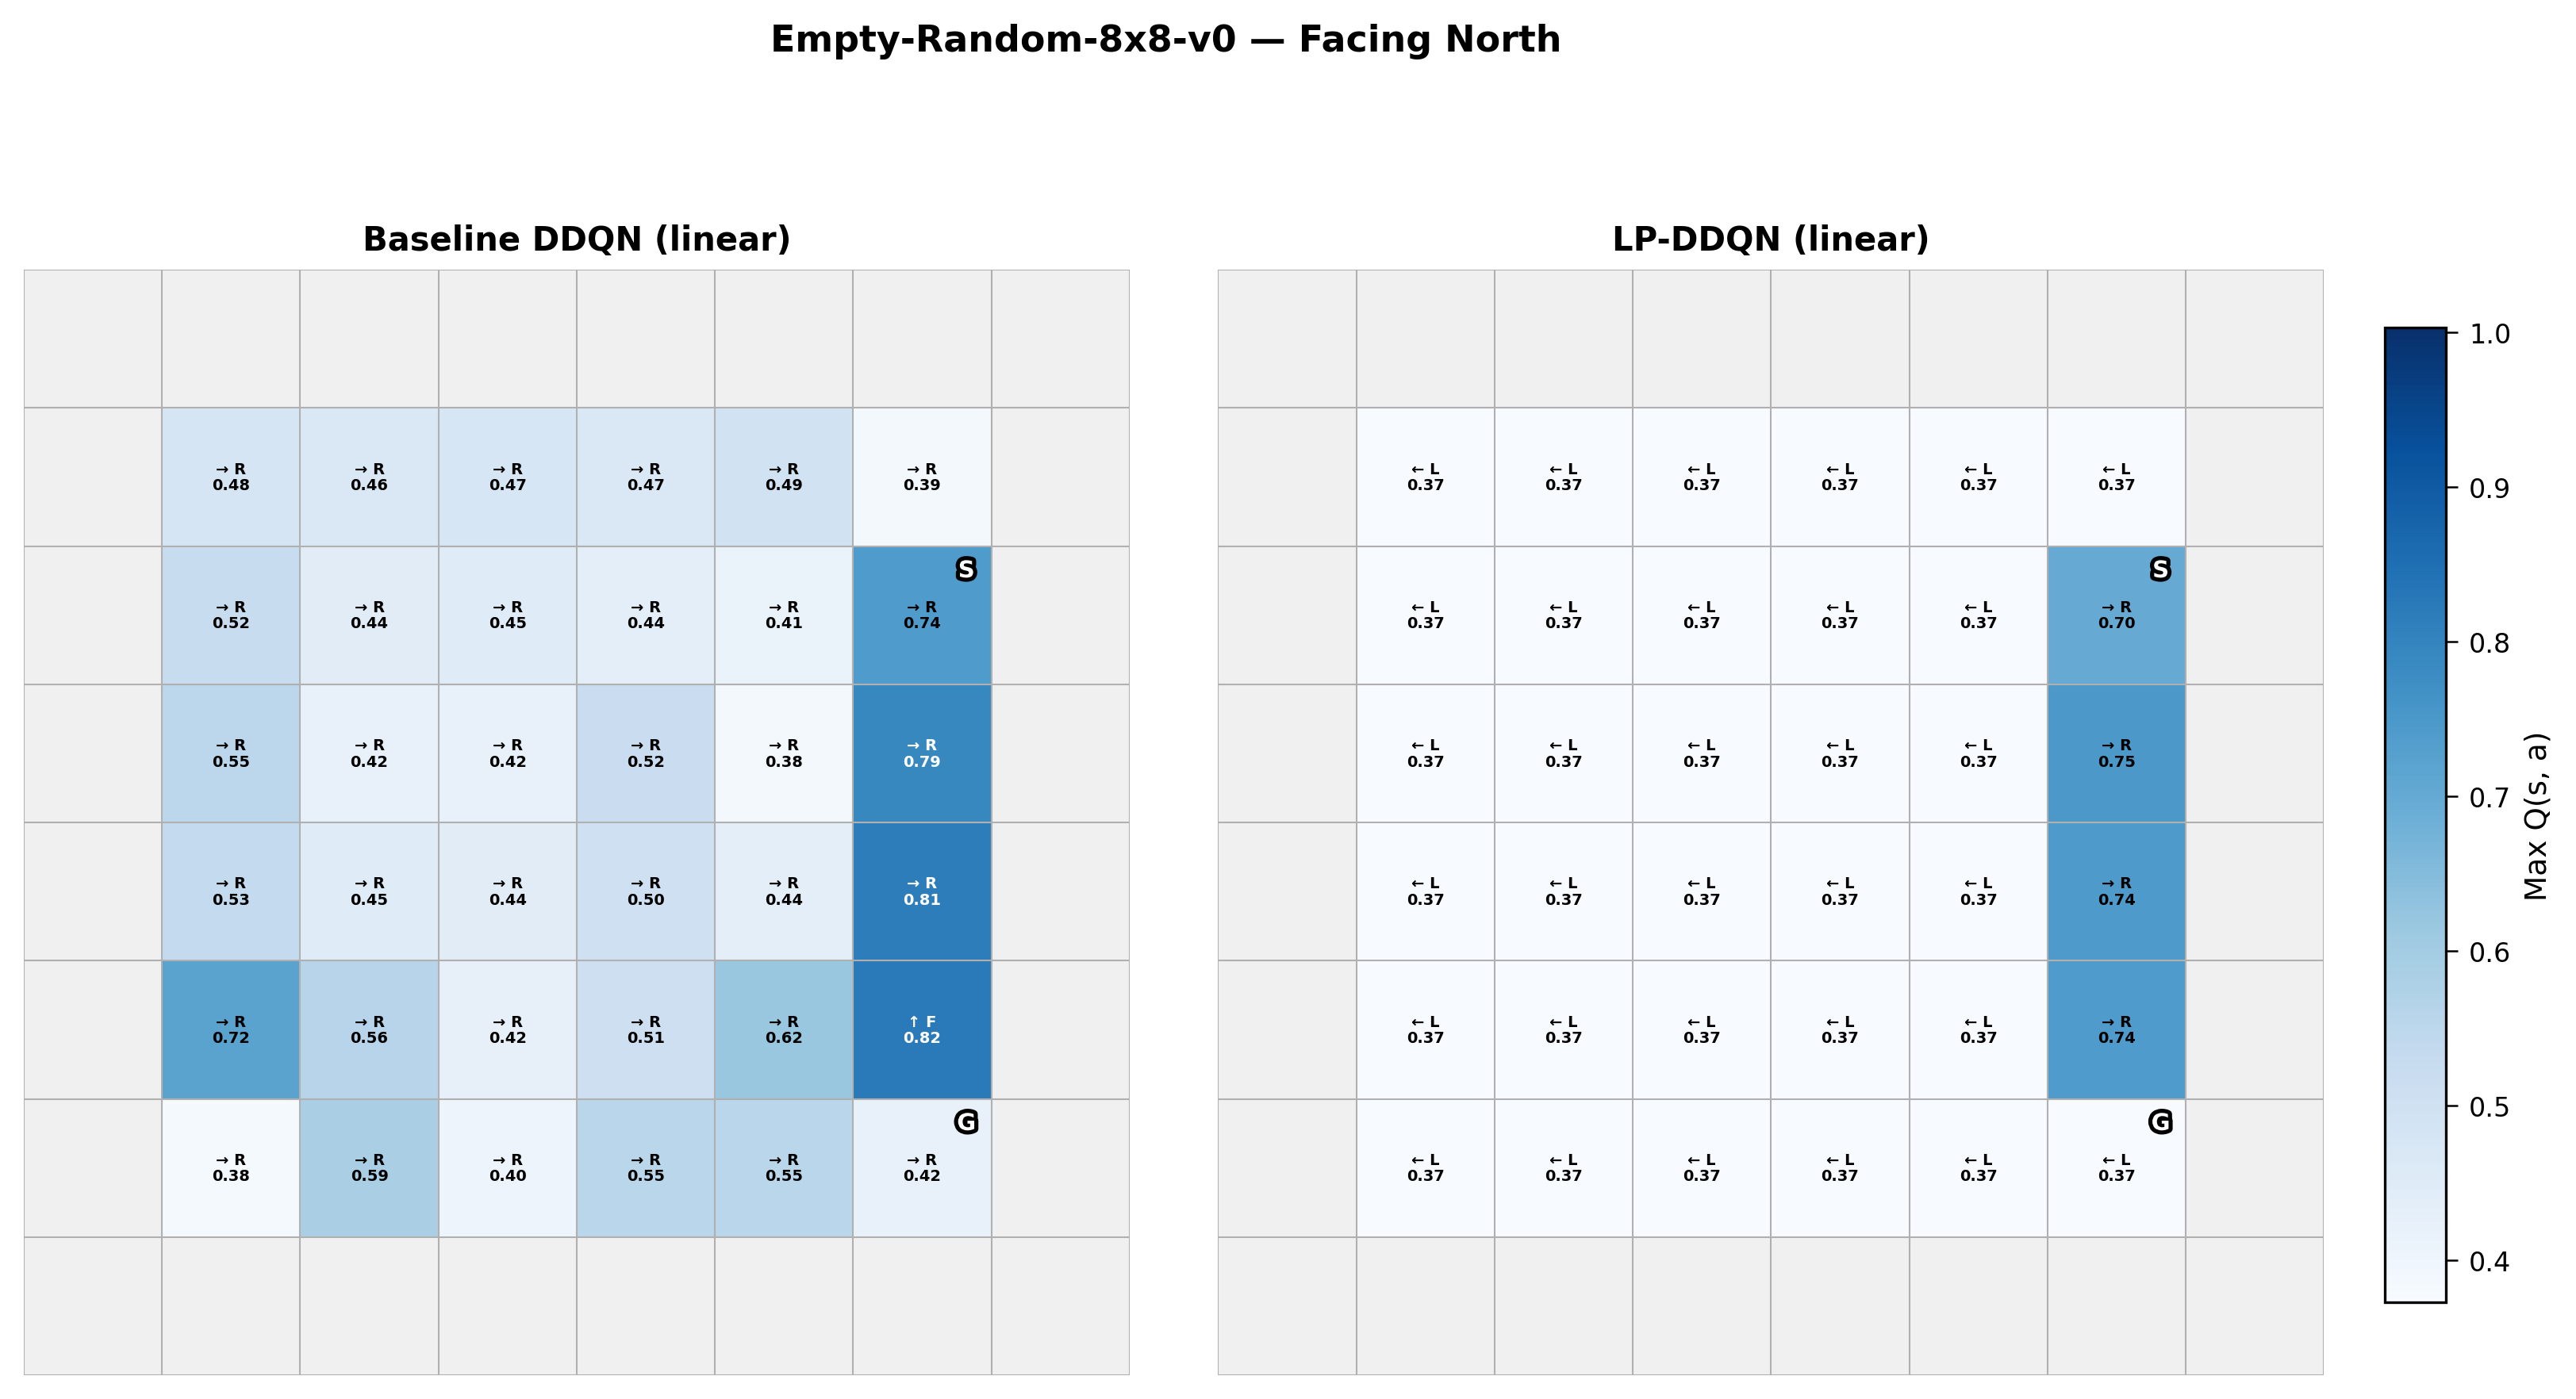 Empty-Random-8x8-v0 — Facing North
Baseline DDQN (linear)
→ R → R → R → R → R → R
0.48 0.46 0.47 0.47 0.49 0.39
S
→ R → R → R → R → R → R
0.52 0.44 0.45 0.44 0.41 0.74
→ R → R → R → R → R → R
0.55 0.42 0.42 0.52 0.38 0.79
→ R → R → R → R → R → R
0.53 0.45 0.44 0.50 0.44 0.81
→ R → R → R → R → R ↑ F
0.72 0.56 0.42 0.51 0.62 0.82
G
→ R → R → R → R → R → R
0.38 0.59 0.40 0.55 0.55 0.42
LP-DDQN (linear)
← L ← L ← L ← L ← L ← L
0.37 0.37 0.37 0.37 0.37 0.37
S
← L ← L ← L ← L ← L → R
0.37 0.37 0.37 0.37 0.37 0.70
← L ← L ← L ← L ← L → R
0.37 0.37 0.37 0.37 0.37 0.75
← L ← L ← L ← L ← L → R
0.37 0.37 0.37 0.37 0.37 0.74
← L ← L ← L ← L ← L → R
0.37 0.37 0.37 0.37 0.37 0.74
G
← L ← L ← L ← L ← L ← L
0.37 0.37 0.37 0.37 0.37 0.37
1.0
0.9
0.8
0.7
0.6
0.5
0.4
Max Q(s, a)